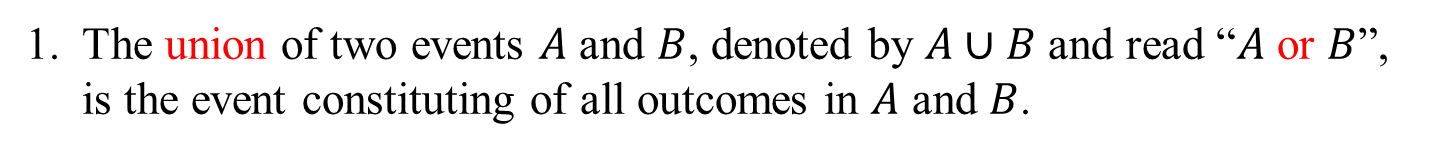 1. The union of two events A and B, denoted by A ∪ B and read “A or B”,
is the event constituting of all outcomes in A and B.